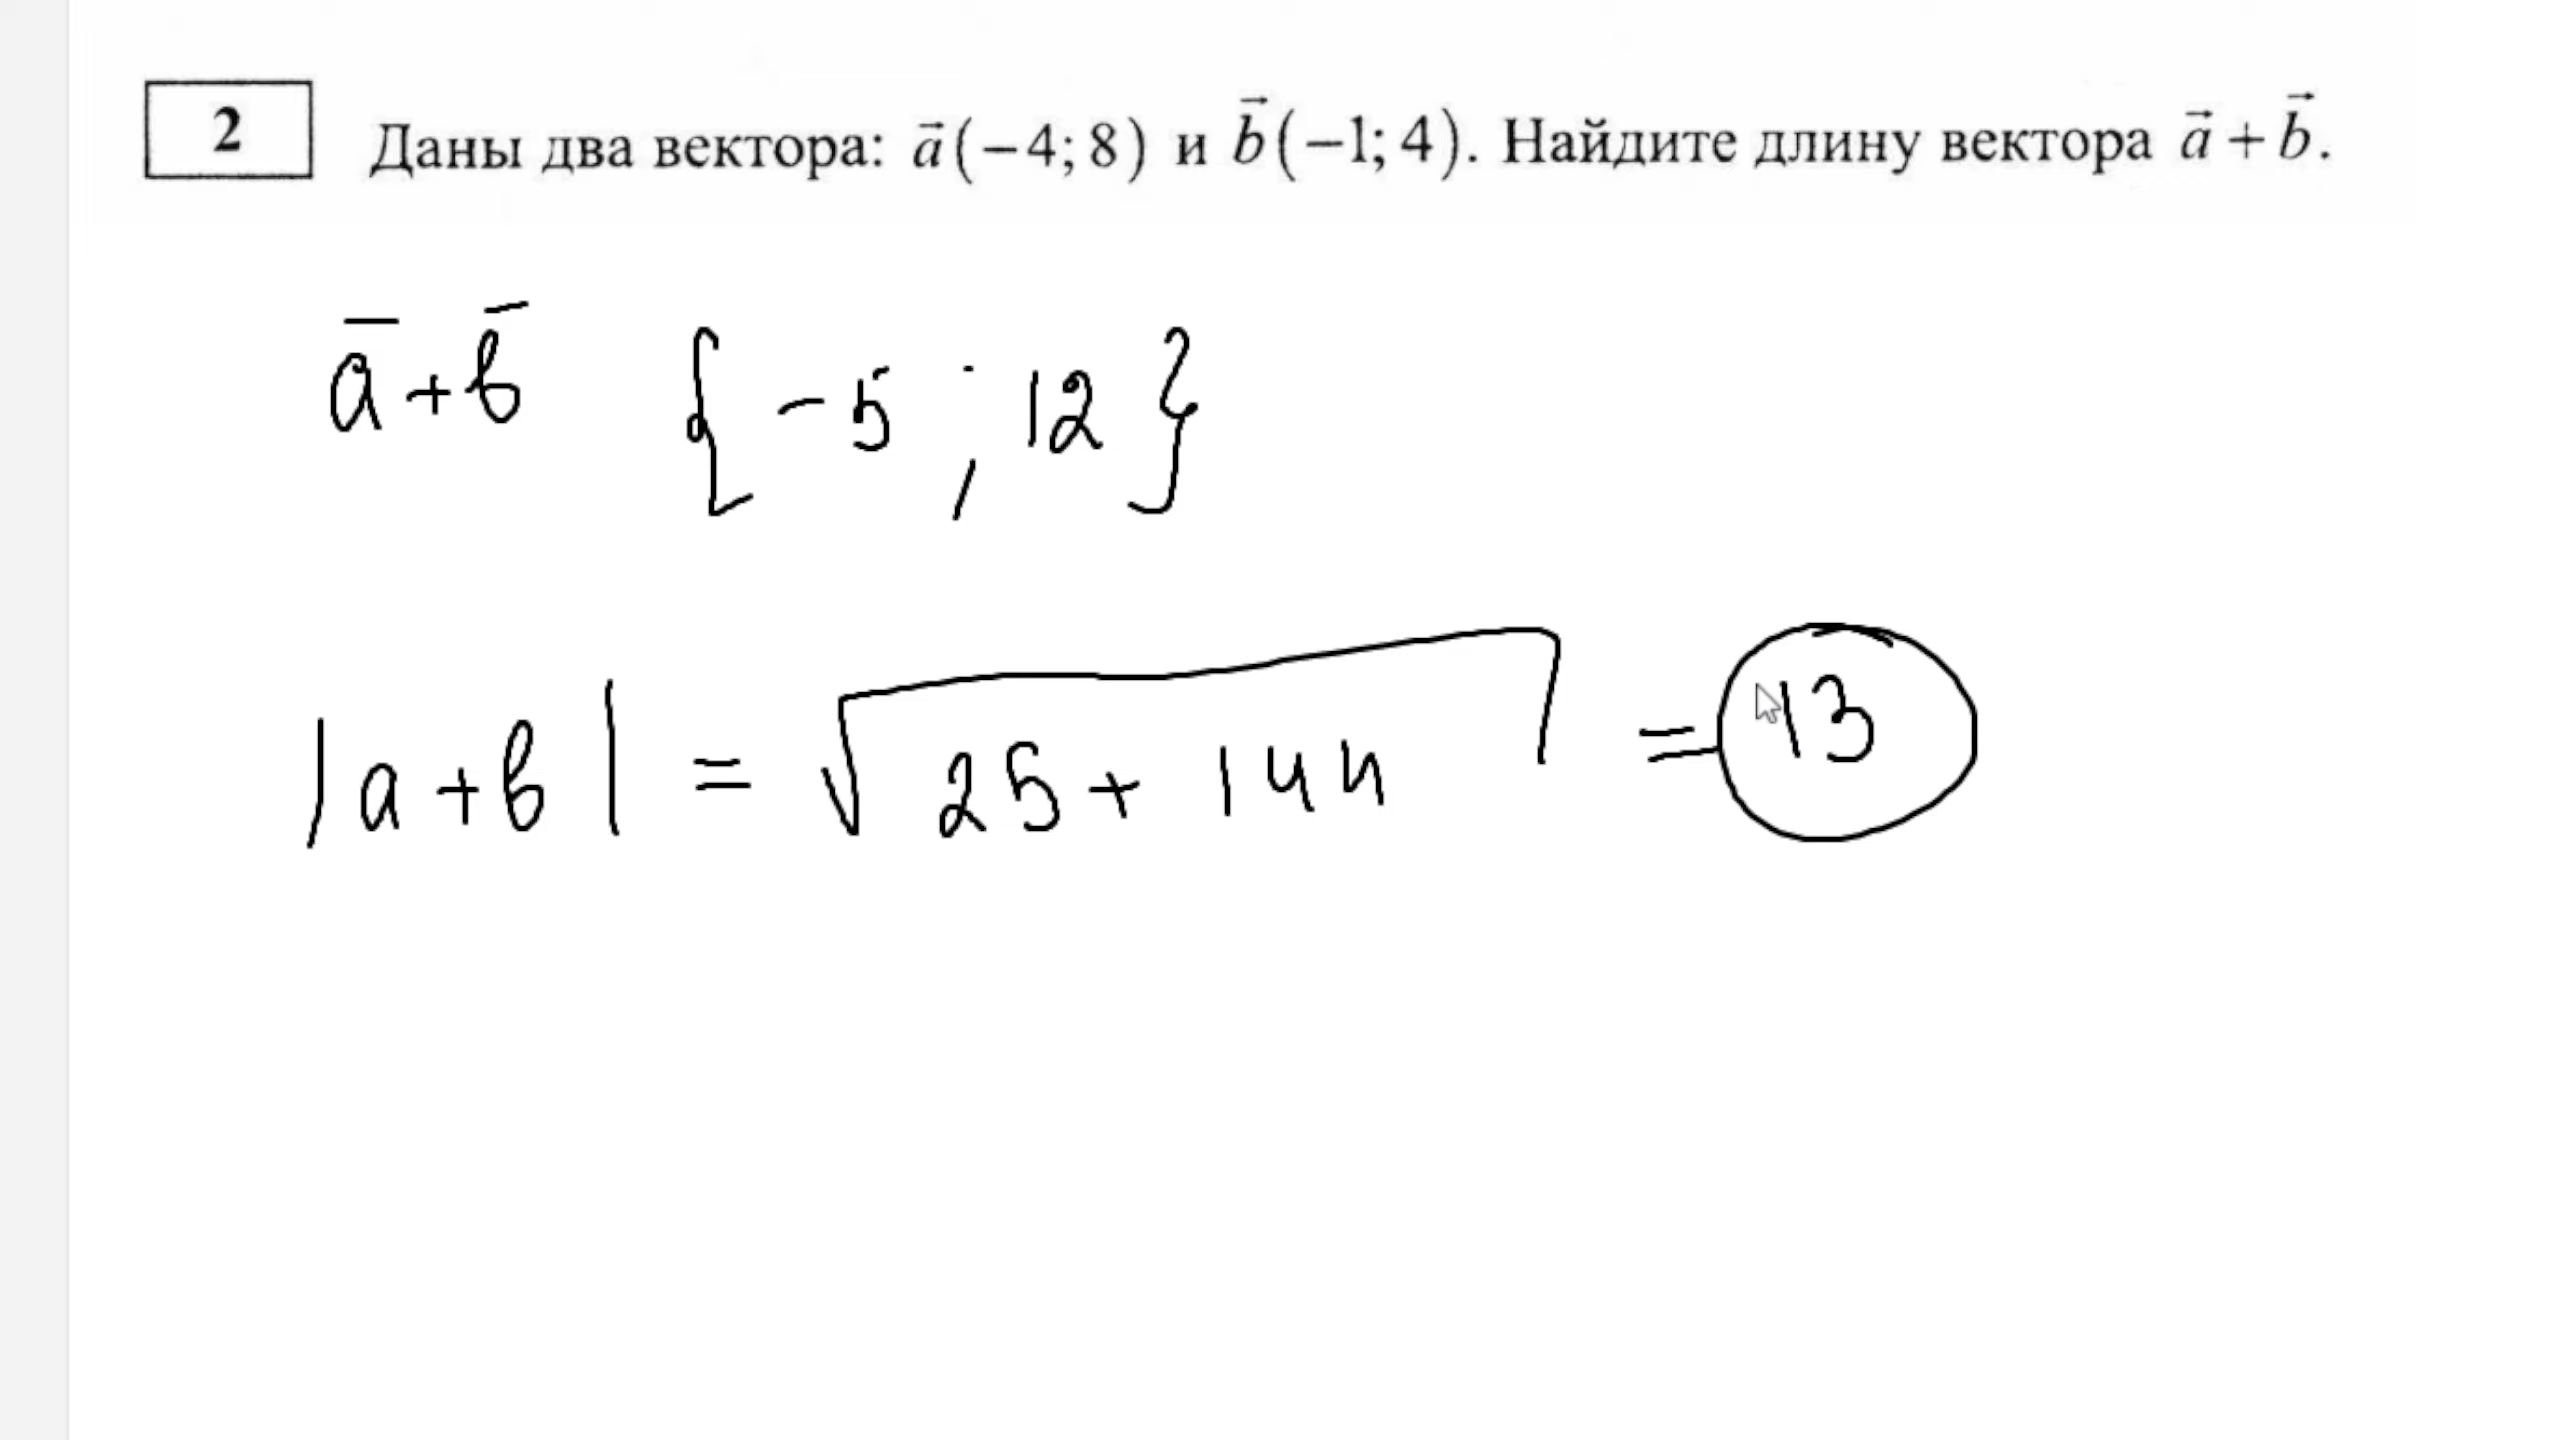 2 Даны два вектора: a⃗(−4; 8) и b⃗(−1; 4). Найдите длину вектора a⃗ + b⃗.
a̅ + b̅ {−5 ; 12}
|a + b| = √25 + 144 = 13